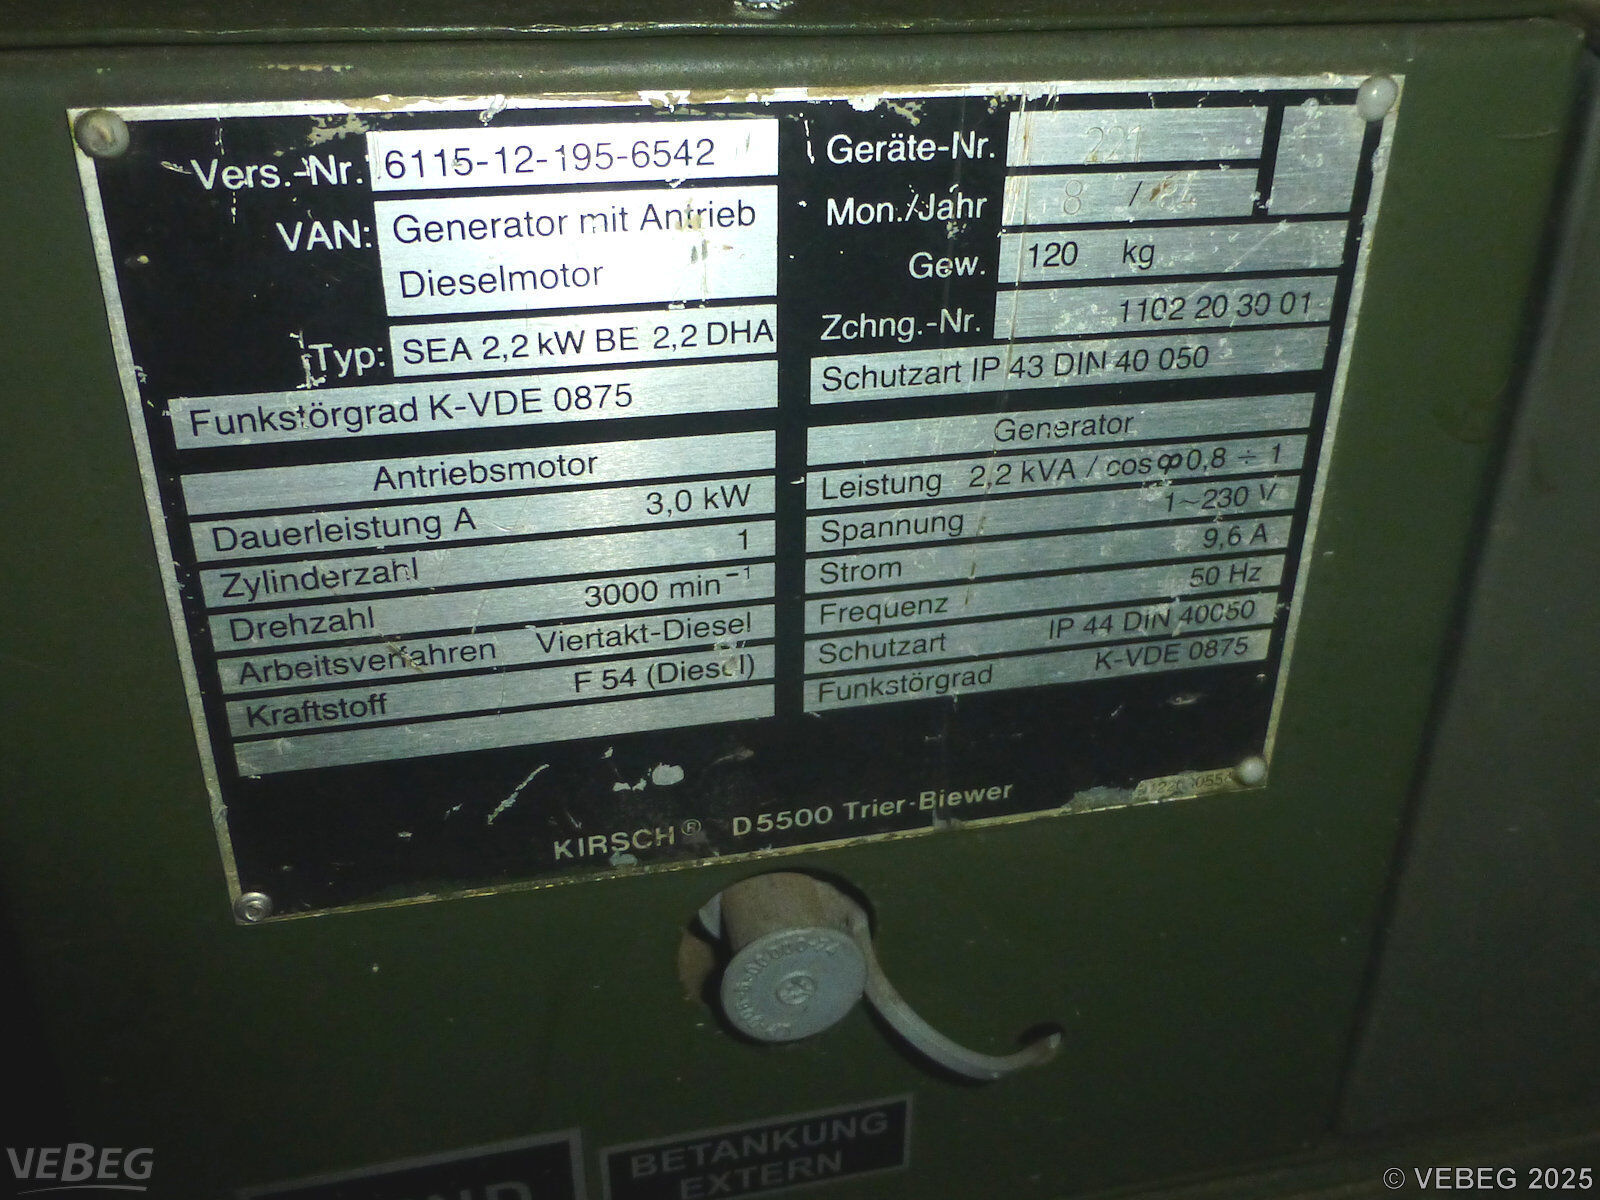 Vers.-Nr. 6115-12-195-6542
VAN: Generator mit Antrieb
Dieselmotor
Typ: SEA 2,2 kW BE 2,2 DHA
Funkstörgrad K-VDE 0875
Antriebsmotor
Dauerleistung A 3,0 kW
Zylinderzahl 1
Drehzahl 3000 min⁻¹
Arbeitsverfahren Viertakt-Diesel
Kraftstoff F 54 (Diesel)
Geräte-Nr. 221
Mon./Jahr 8 /
Gew. 120 kg
Zchng.-Nr. 1102 20 30 01
Schutzart IP 43 DIN 40 050
Generator
Leistung 2,2 kVA / cosφ 0,8 ÷ 1
Spannung 1~230 V
Strom 9,6 A
Frequenz 50 Hz
Schutzart IP 44 DIN 40050
Funkstörgrad K-VDE 0875
KIRSCH® D5500 Trier-Biewer
BETANKUNG
EXTERN
VEBEG
© VEBEG 2025